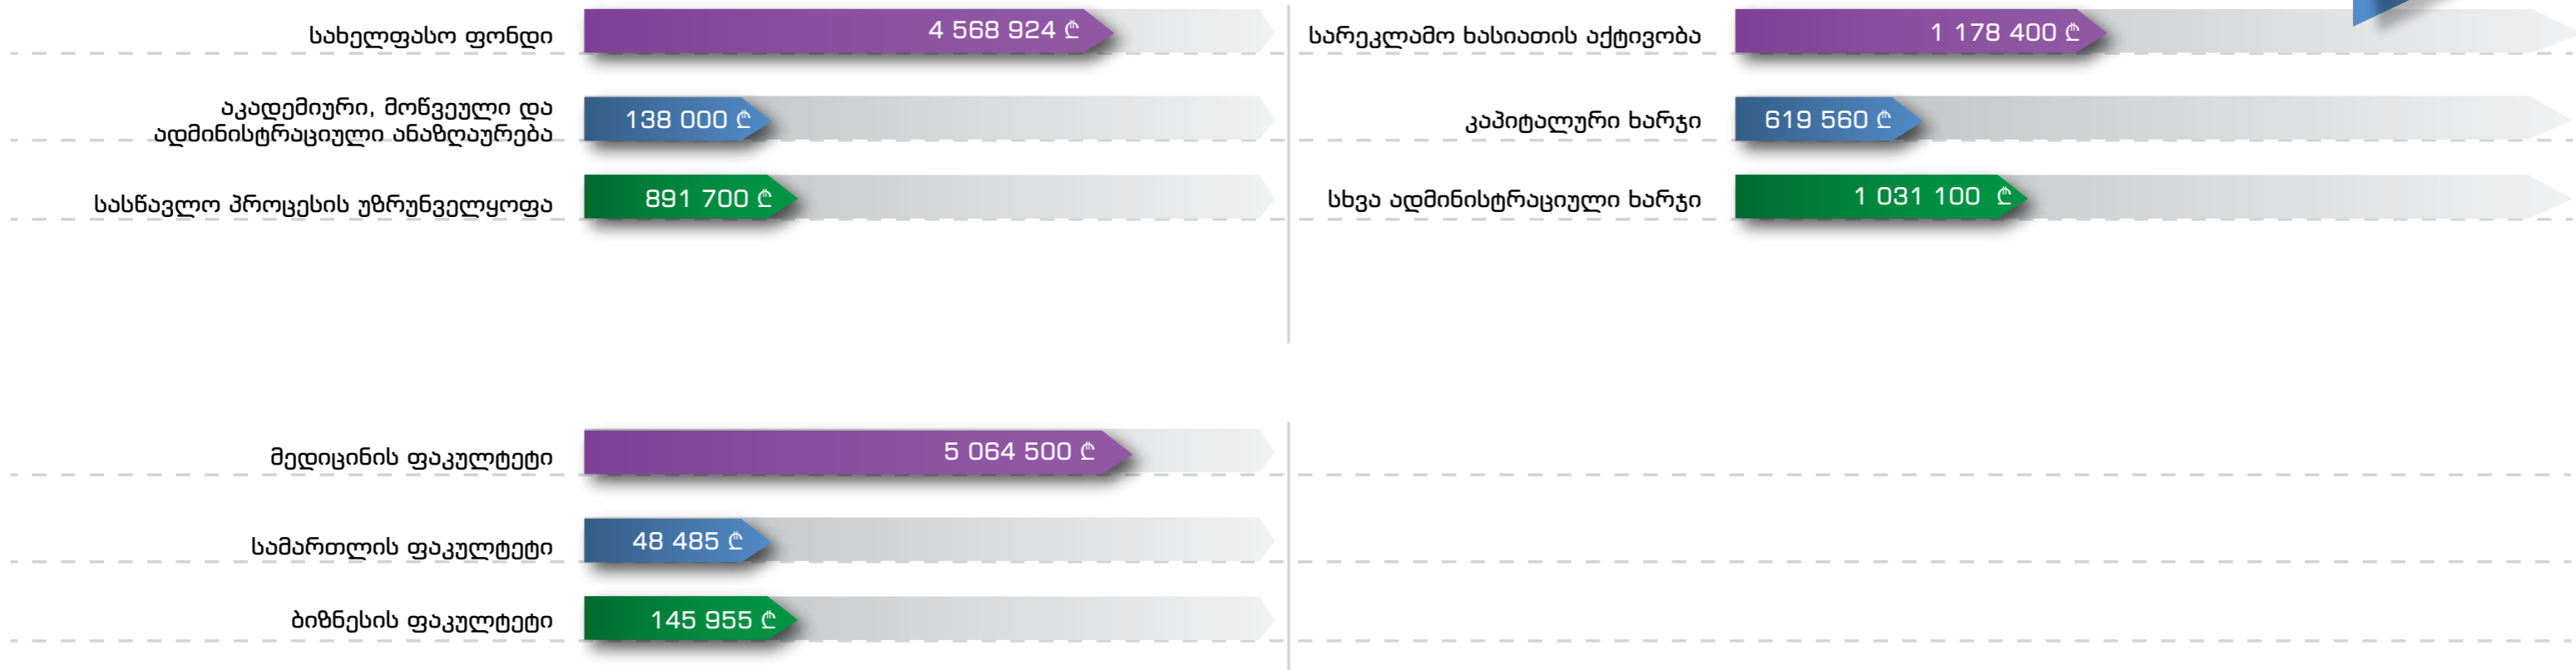 სახელფასო ფონდი
4 568 924 ₾
აკადემიური, მოწვეული და
ადმინისტრაციული ანაზღაურება
138 000 ₾
სასწავლო პროცესის უზრუნველყოფა
891 700 ₾
სარეკლამო ხასიათის აქტივობა
1 178 400 ₾
კაპიტალური ხარჯი
619 560 ₾
სხვა ადმინისტრაციული ხარჯი
1 031 100 ₾
მედიცინის ფაკულტეტი
5 064 500 ₾
სამართლის ფაკულტეტი
48 485 ₾
ბიზნესის ფაკულტეტი
145 955 ₾